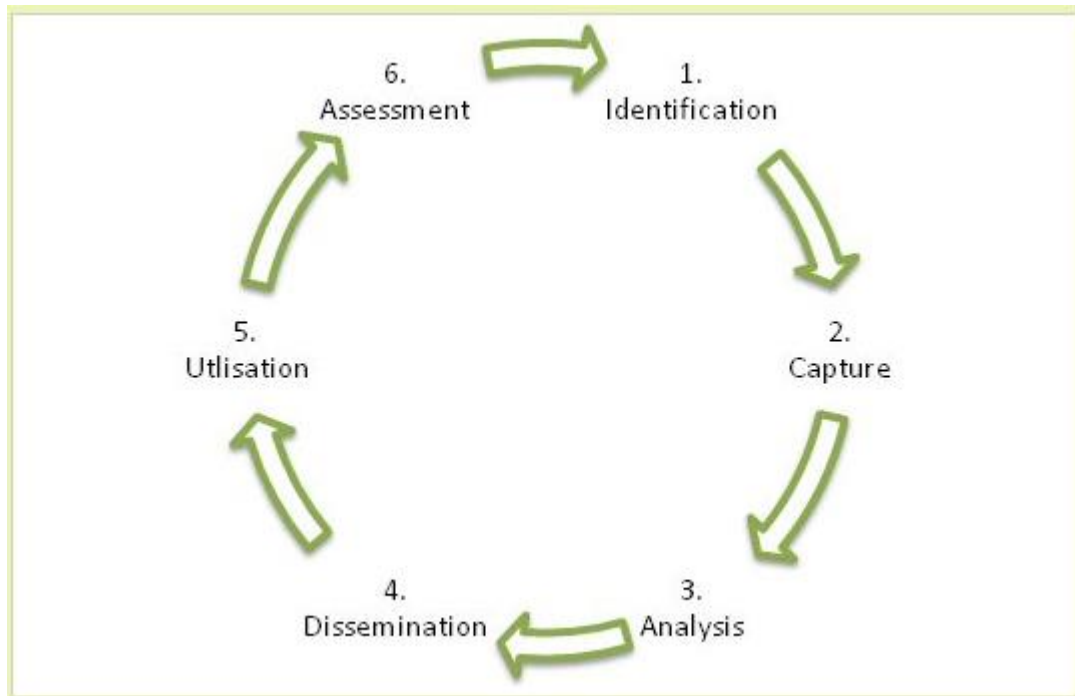 1.
Identification
2.
Capture
3.
Analysis
4.
Dissemination
5.
Utlisation
6.
Assessment